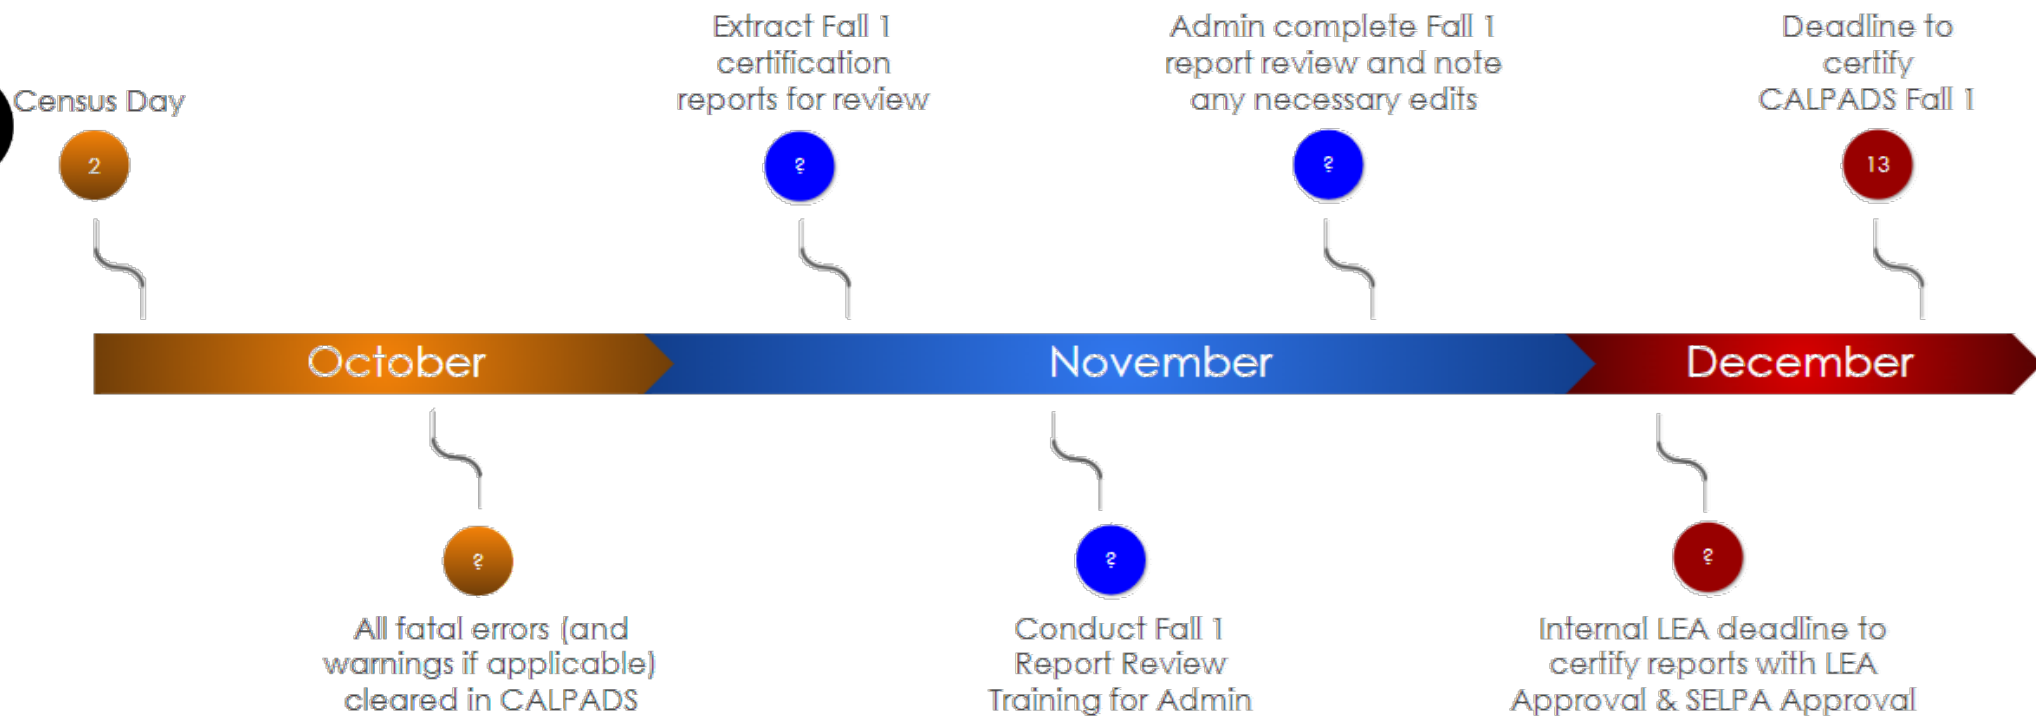 Census Day
2
Extract Fall 1
certification
reports for review
?
Admin complete Fall 1
report review and note
any necessary edits
?
Deadline to
certify
CALPADS Fall 1
13
October
November
December
?
All fatal errors (and
warnings if applicable)
cleared in CALPADS
?
Conduct Fall 1
Report Review
Training for Admin
?
Internal LEA deadline to
certify reports with LEA
Approval & SELPA Approval